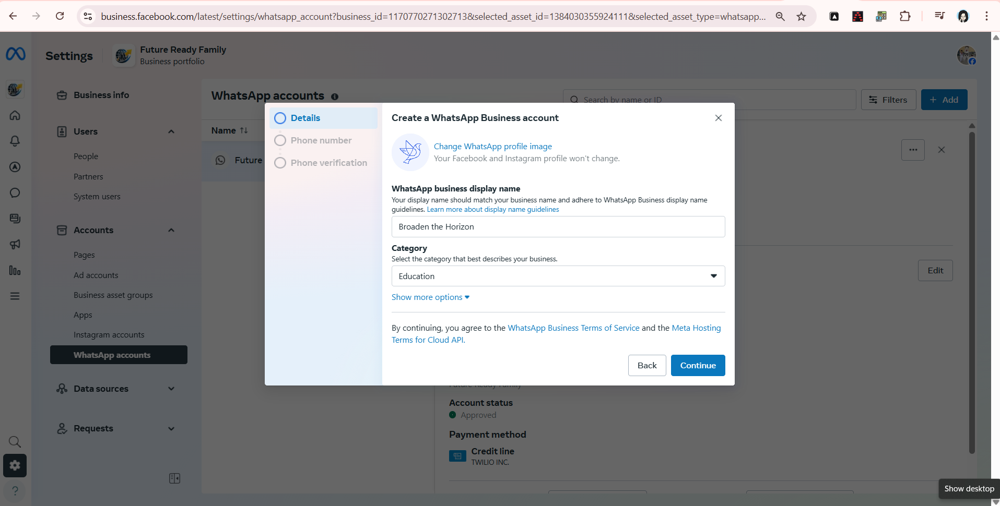 business.facebook.com/latest/settings/whatsapp_account?business_id=1170770271302713&selected_asset_id=1384030355924111&selected_asset_type=whatsapp...
Settings
Future Ready Family
Business portfolio
Business info
Users
People
Partners
System users
Accounts
Pages
Ad accounts
Business asset groups
Apps
Instagram accounts
WhatsApp accounts
Data sources
Requests
WhatsApp accounts
Search by name or ID
Filters
+ Add
Name
Future
Details
Phone number
Phone verification
Create a WhatsApp Business account
Change WhatsApp profile image
Your Facebook and Instagram profile won't change.
WhatsApp business display name
Your display name should match your business name and adhere to WhatsApp Business display name
guidelines. Learn more about display name guidelines
Broaden the Horizon
Category
Select the category that best describes your business.
Education
Show more options
By continuing, you agree to the WhatsApp Business Terms of Service and the Meta Hosting
Terms for Cloud API.
Back
Continue
Edit
Future Ready Family
Account status
Approved
Payment method
Credit line
TWILIO INC.
Show desktop